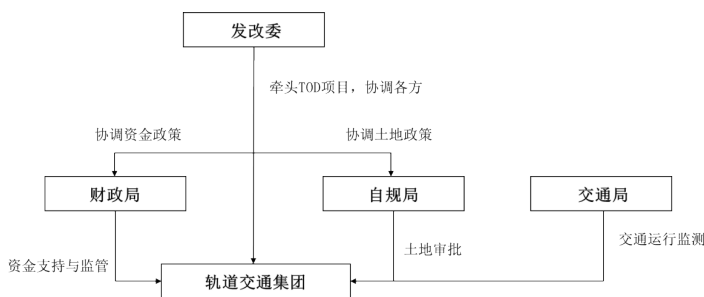 发改委
牵头TOD项目，协调各方
协调资金政策
协调土地政策
财政局
自规局
交通局
资金支持与监管
土地审批
交通运行监测
轨道交通集团